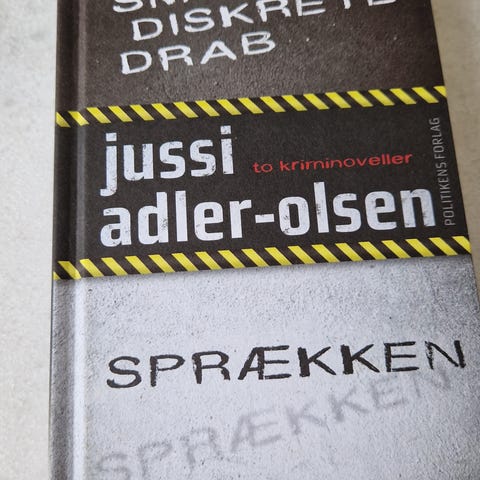 DISKRETE
DRAB
jussi
to kriminoveller
adler-olsen
POLITIKENS FORLAG
SPRÆKKEN
SPRÆKKEN